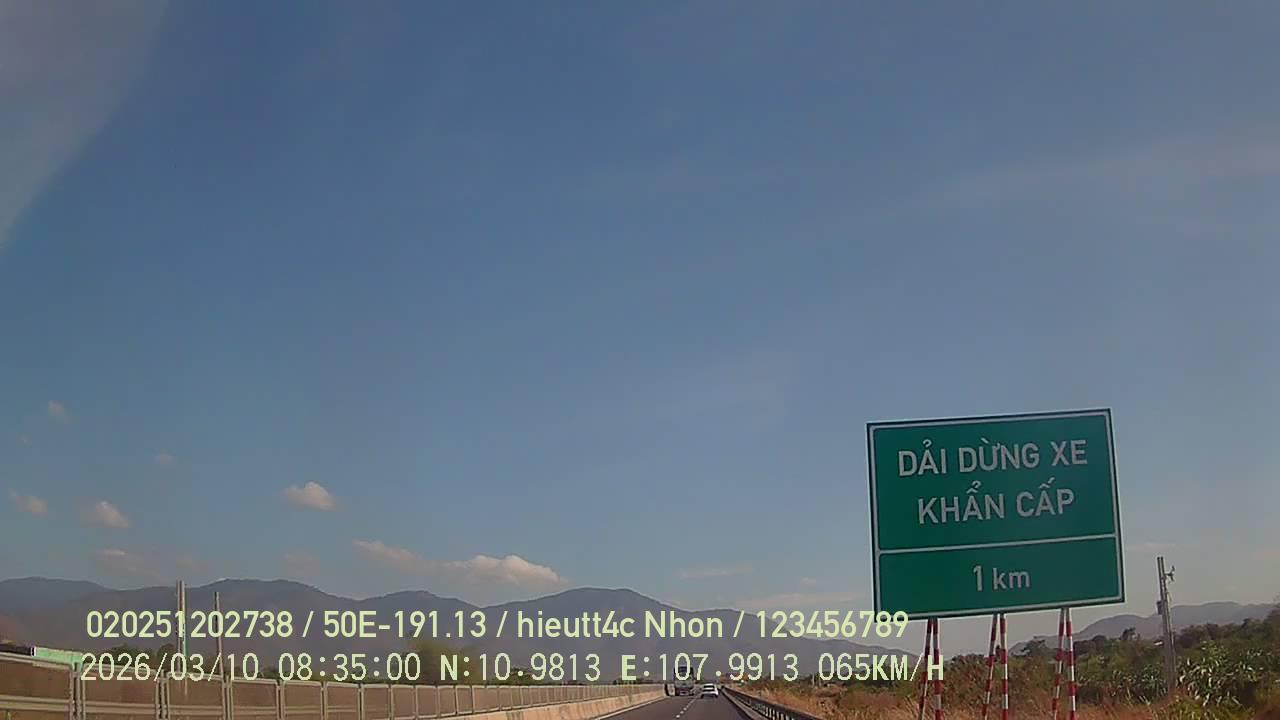 DẢI DỪNG XE
KHẨN CẤP
1 km
020251202738 / 50E-191.13 / hieutt4c Nhon / 123456789
2026/03/10 08:35:00 N:10.9813 E:107.9913 065KM/H